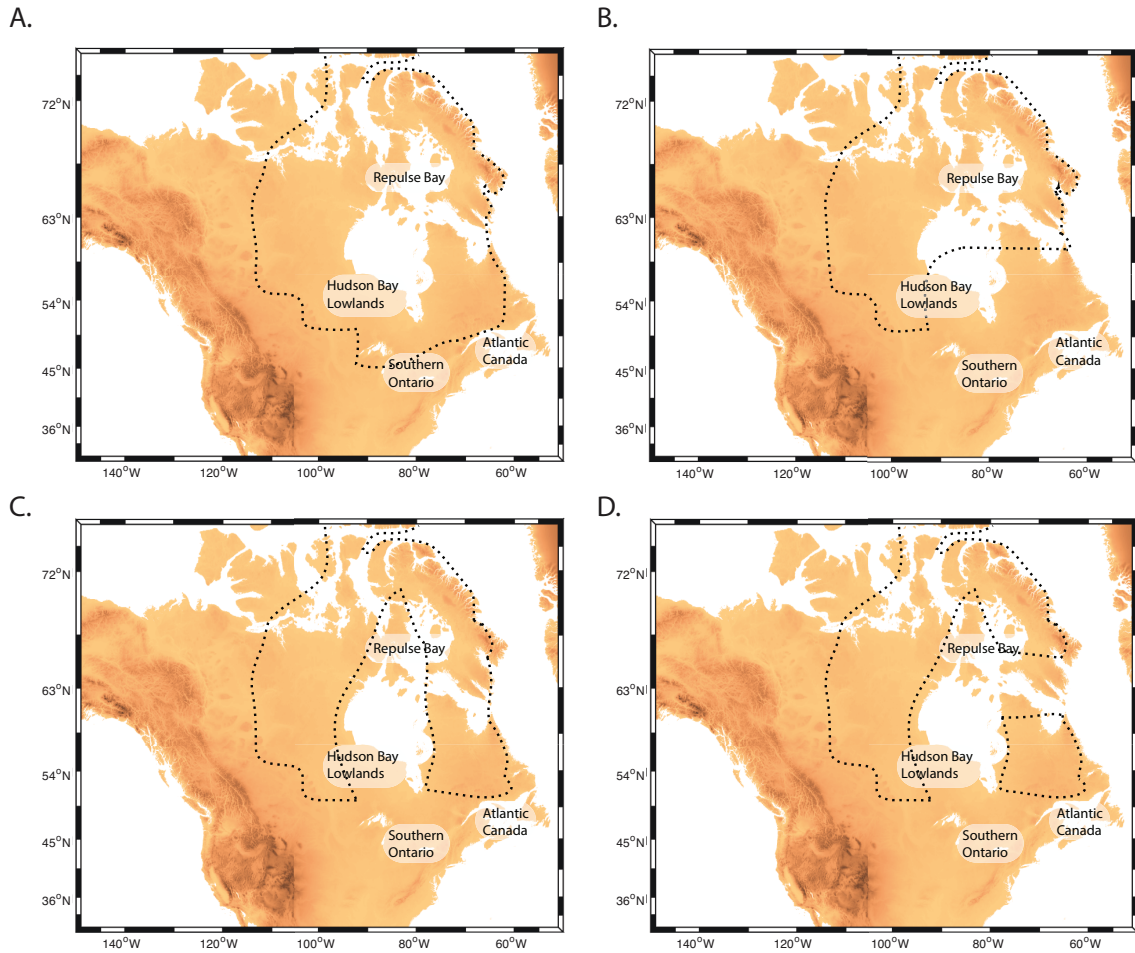 A.
B.
72°N
63°N
54°N
45°N
36°N
Repulse Bay
Hudson Bay
Lowlands
Atlantic
Canada
Southern
Ontario
140°W 120°W 100°W 80°W 60°W
72°N
63°N
54°N
45°N
36°N
Repulse Bay
Hudson Bay
Lowlands
Atlantic
Canada
Southern
Ontario
140°W 120°W 100°W 80°W 60°W
C.
D.
72°N
63°N
54°N
45°N
36°N
Repulse Bay
Hudson Bay
Lowlands
Atlantic
Canada
Southern
Ontario
140°W 120°W 100°W 80°W 60°W
72°N
63°N
54°N
45°N
36°N
Repulse Bay
Hudson Bay
Lowlands
Atlantic
Canada
Southern
Ontario
140°W 120°W 100°W 80°W 60°W